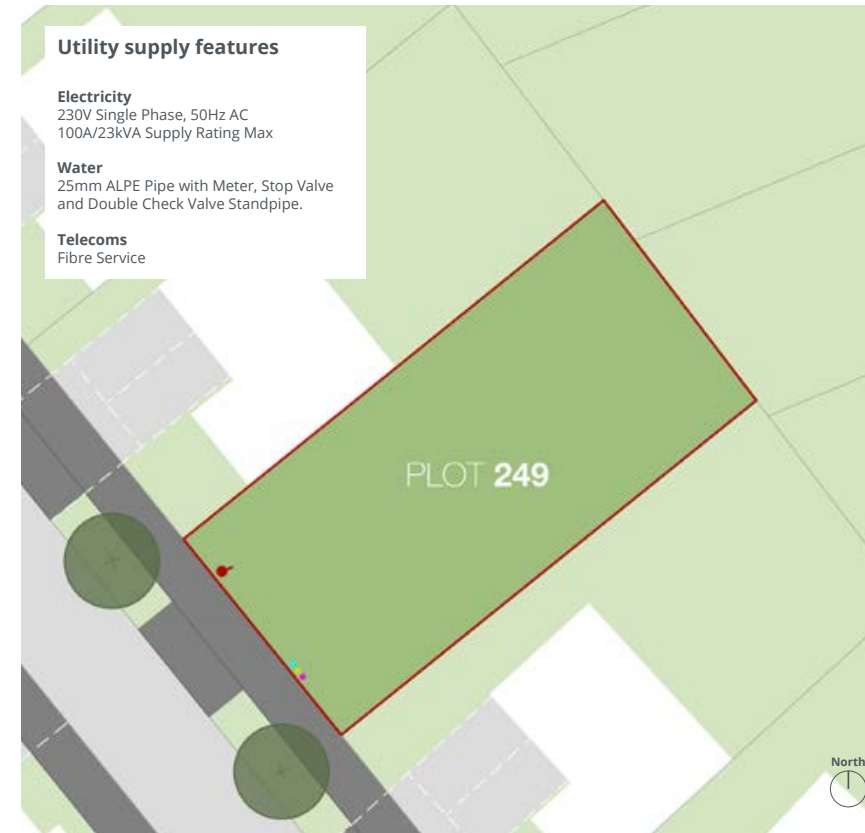 Utility supply features
Electricity
230V Single Phase, 50Hz AC
100A/23kVA Supply Rating Max
Water
25mm ALPE Pipe with Meter, Stop Valve
and Double Check Valve Standpipe.
Telecoms
Fibre Service
PLOT 249
North